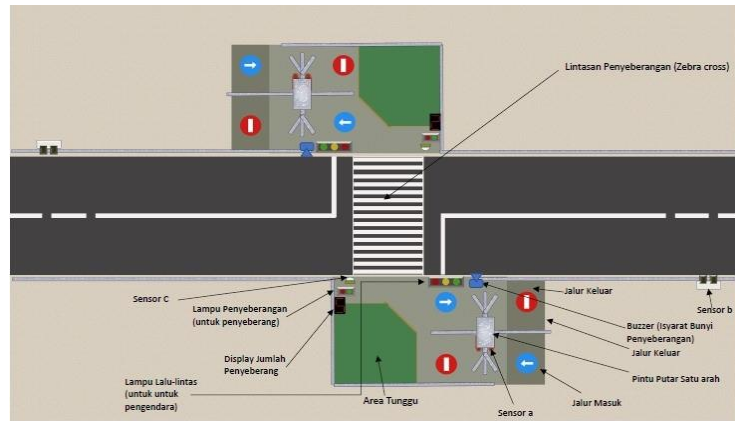 Lintasan Penyeberangan (Zebra cross)
Sensor C
Lampu Penyeberangan
(untuk penyeberang)
Display Jumlah
Penyeberang
Lampu Lalu-lintas
(untuk untuk
pengendara)
Area Tunggu
Sensor a
Jalur Masuk
Pintu Putar Satu arah
Jalur Keluar
Buzzer (Isyarat Bunyi
Penyeberangan)
Jalur Keluar
Sensor b